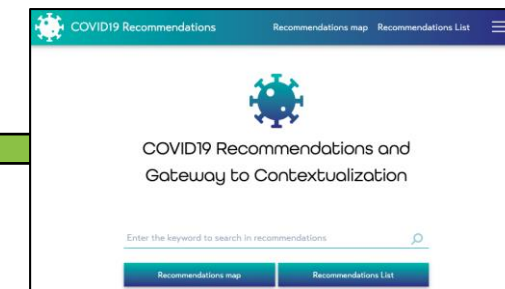 COVID19 Recommendations
Recommendations map Recommendations List
COVID19 Recommendations and
Gateway to Contextualization
Enter the keyword to search in recommendations
Recommendations map Recommendations List